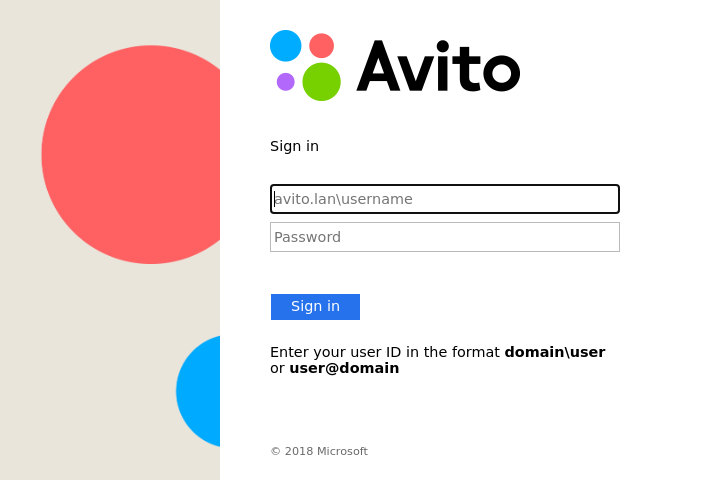 Avito
Sign in
avito.lan\username
Password
Sign in
Enter your user ID in the format domain\user
or user@domain
© 2018 Microsoft